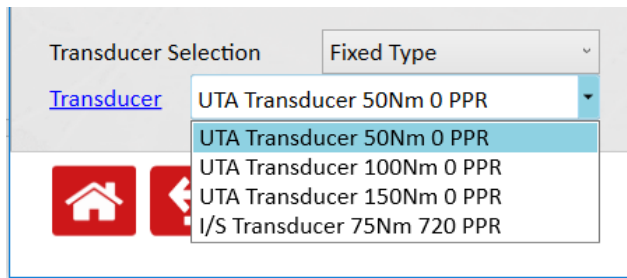 Transducer Selection Fixed Type
Transducer UTA Transducer 50Nm 0 PPR
UTA Transducer 50Nm 0 PPR
UTA Transducer 100Nm 0 PPR
UTA Transducer 150Nm 0 PPR
I/S Transducer 75Nm 720 PPR